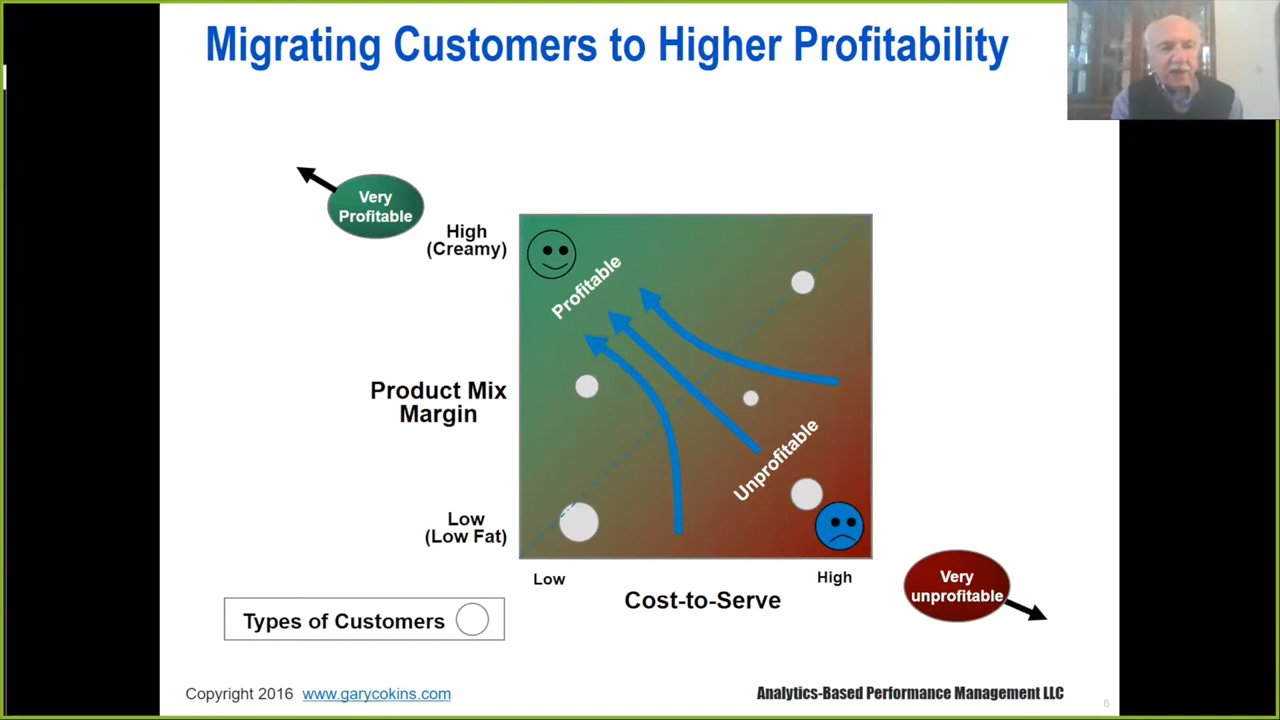 Migrating Customers to Higher Profitability
Very
Profitable
High
(Creamy)
Profitable
Product Mix
Margin
Unprofitable
Low
(Low Fat)
Low
High
Cost-to-Serve
Very
unprofitable
Types of Customers
Copyright 2016 www.garycokins.com
Analytics-Based Performance Management LLC
6